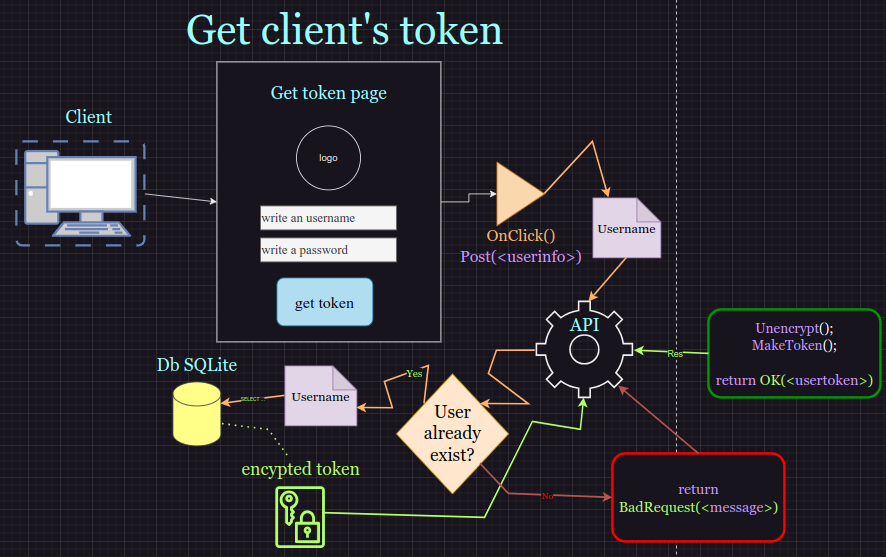 Get client's token
Client
Get token page
logo
write an username
write a password
get token
OnClick()
Post(<userinfo>)
Username
API
Res
Unencrypt();
MakeToken();
return OK(<usertoken>)
Db SQLite
SELECT ...
Username
Yes
User
already
exist?
encypted token
No
return
BadRequest(<message>)